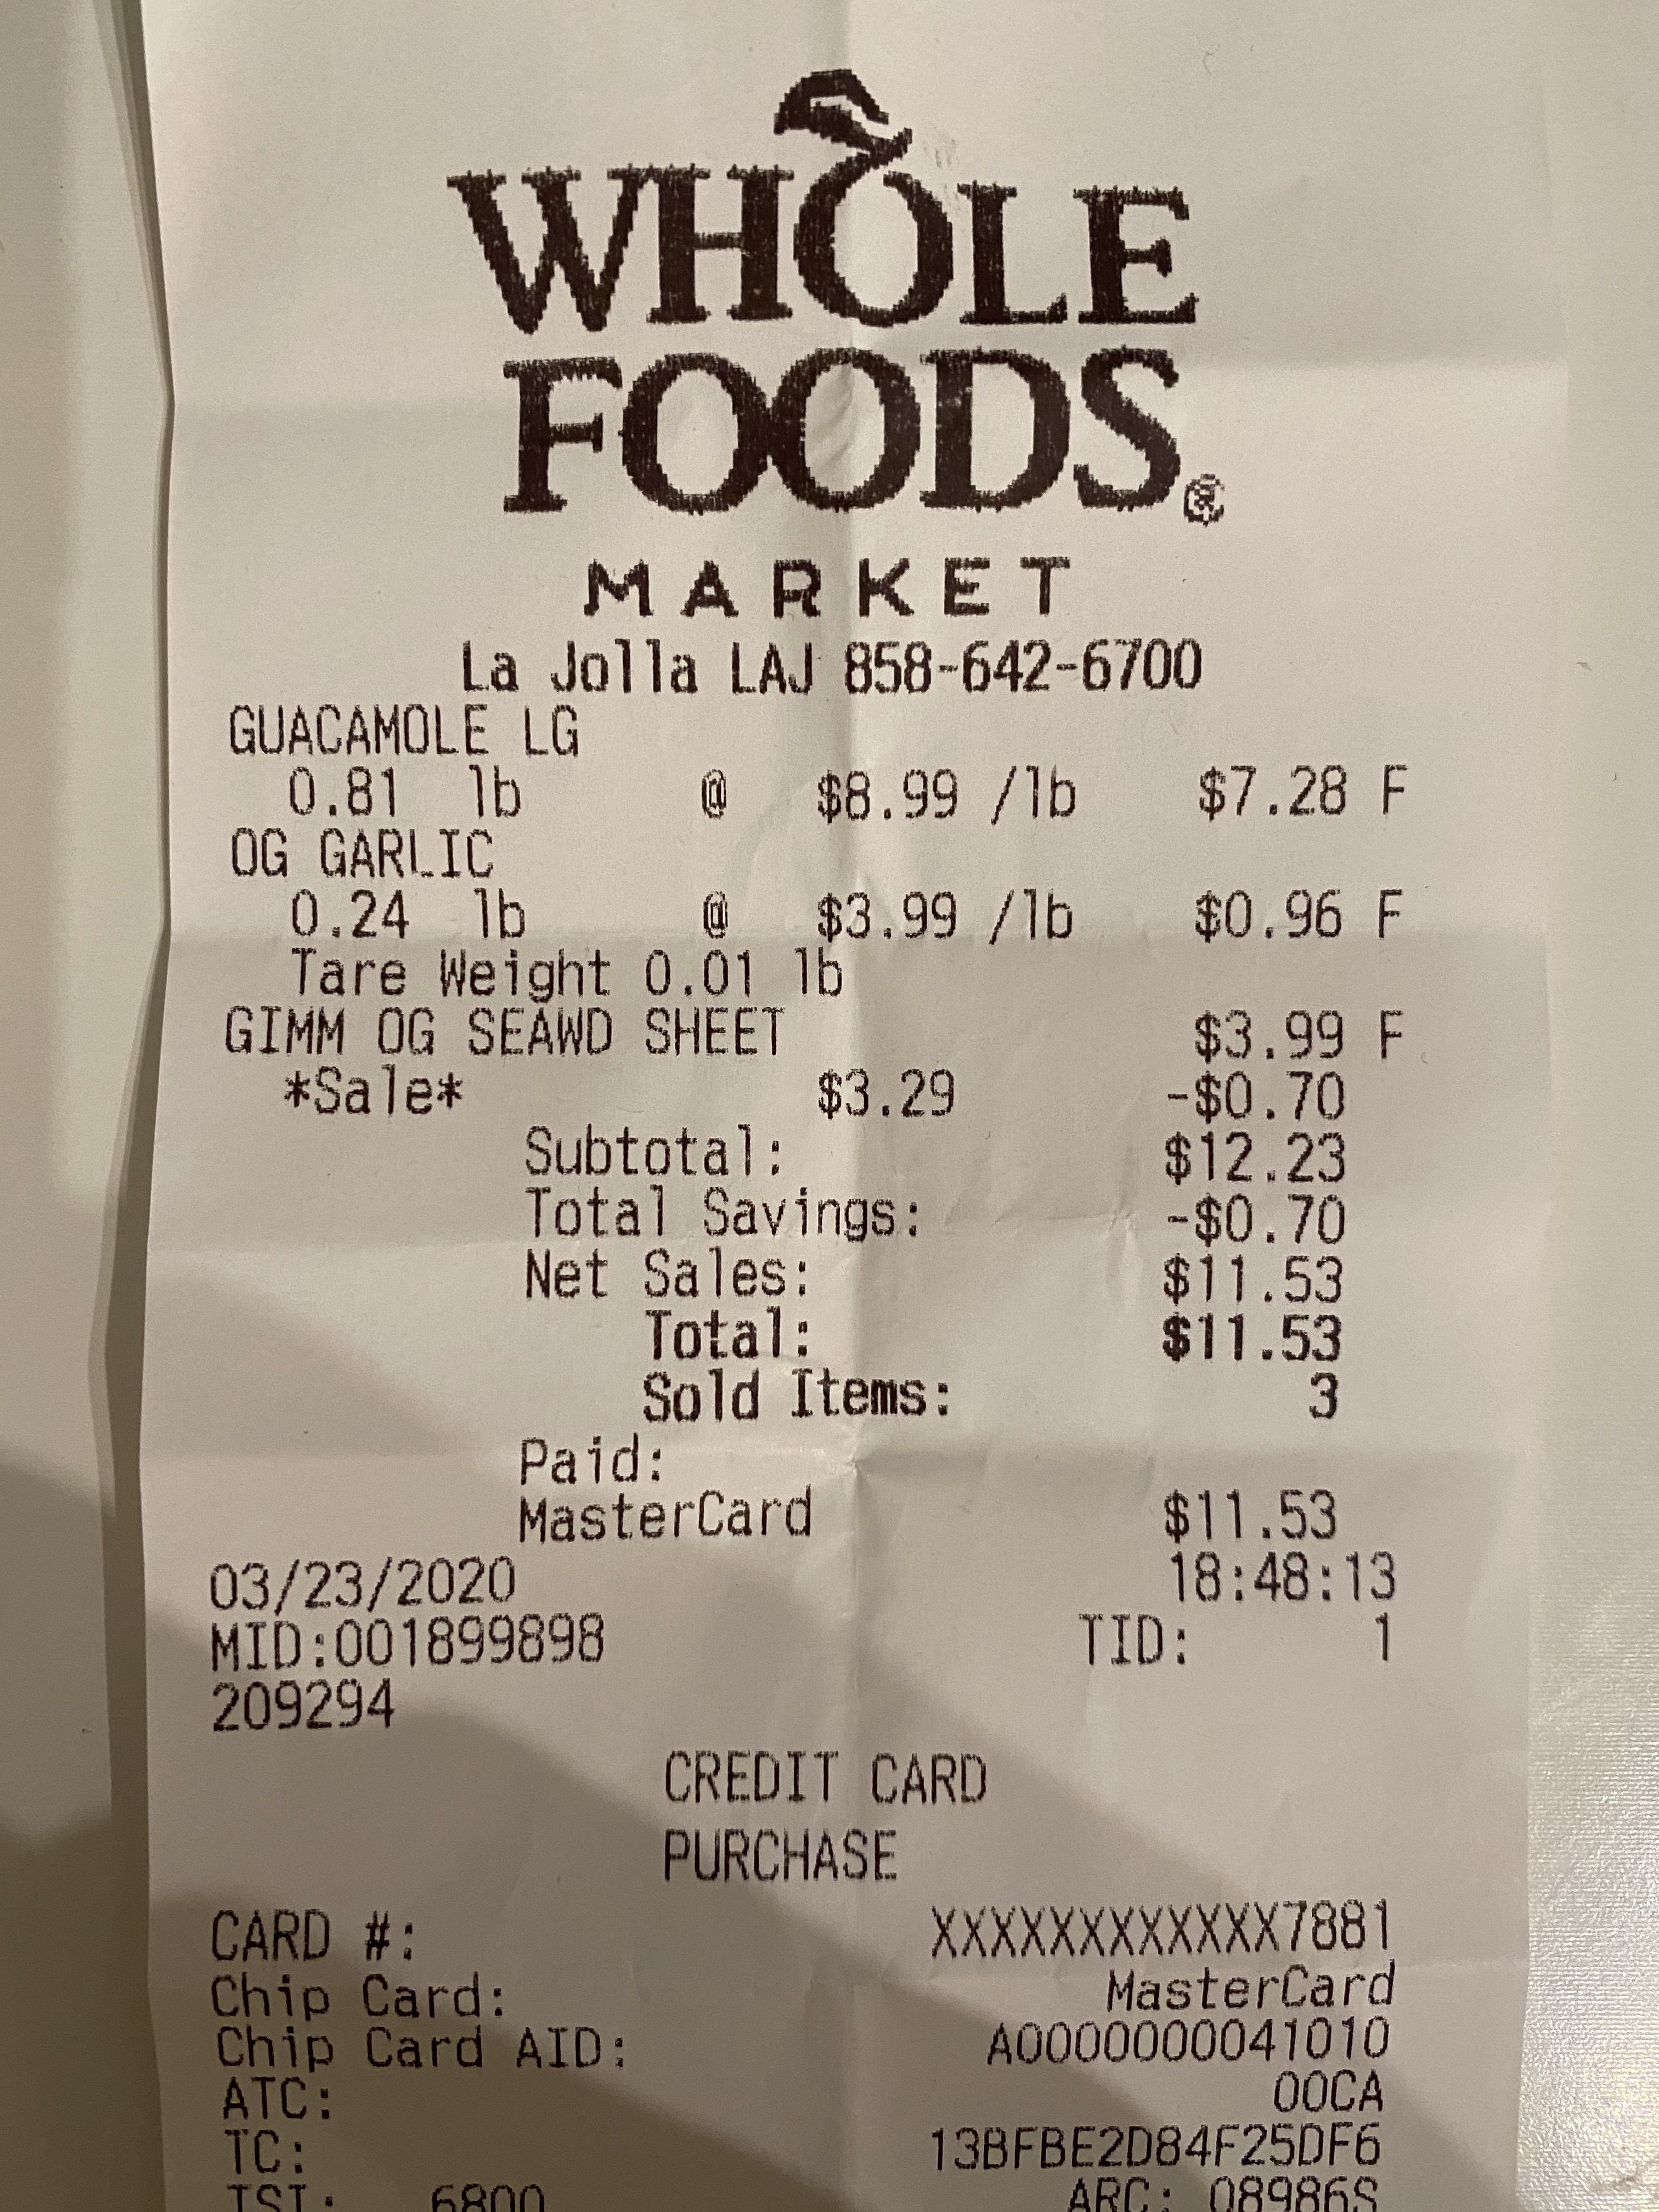 WHOLE
FOODS®
MARKET
La Jolla LAJ 858-642-6700
GUACAMOLE LG
0.81 lb @ $8.99 /lb $7.28 F
OG GARLIC
0.24 lb @ $3.99 /lb $0.96 F
Tare Weight 0.01 lb
GIMM OG SEAWD SHEET $3.99 F
*Sale* $3.29 -$0.70
Subtotal: $12.23
Total Savings: -$0.70
Net Sales: $11.53
Total: $11.53
Sold Items: 3
Paid:
MasterCard $11.53
03/23/2020 18:48:13
MID:001899898 TID: 1
209294
CREDIT CARD
PURCHASE
CARD #: XXXXXXXXXXXX7881
Chip Card: MasterCard
Chip Card AID: A0000000041010
ATC: 00CA
TC: 13BFBE2D84F25DF6
TSI: 6800 ARC: 08986S